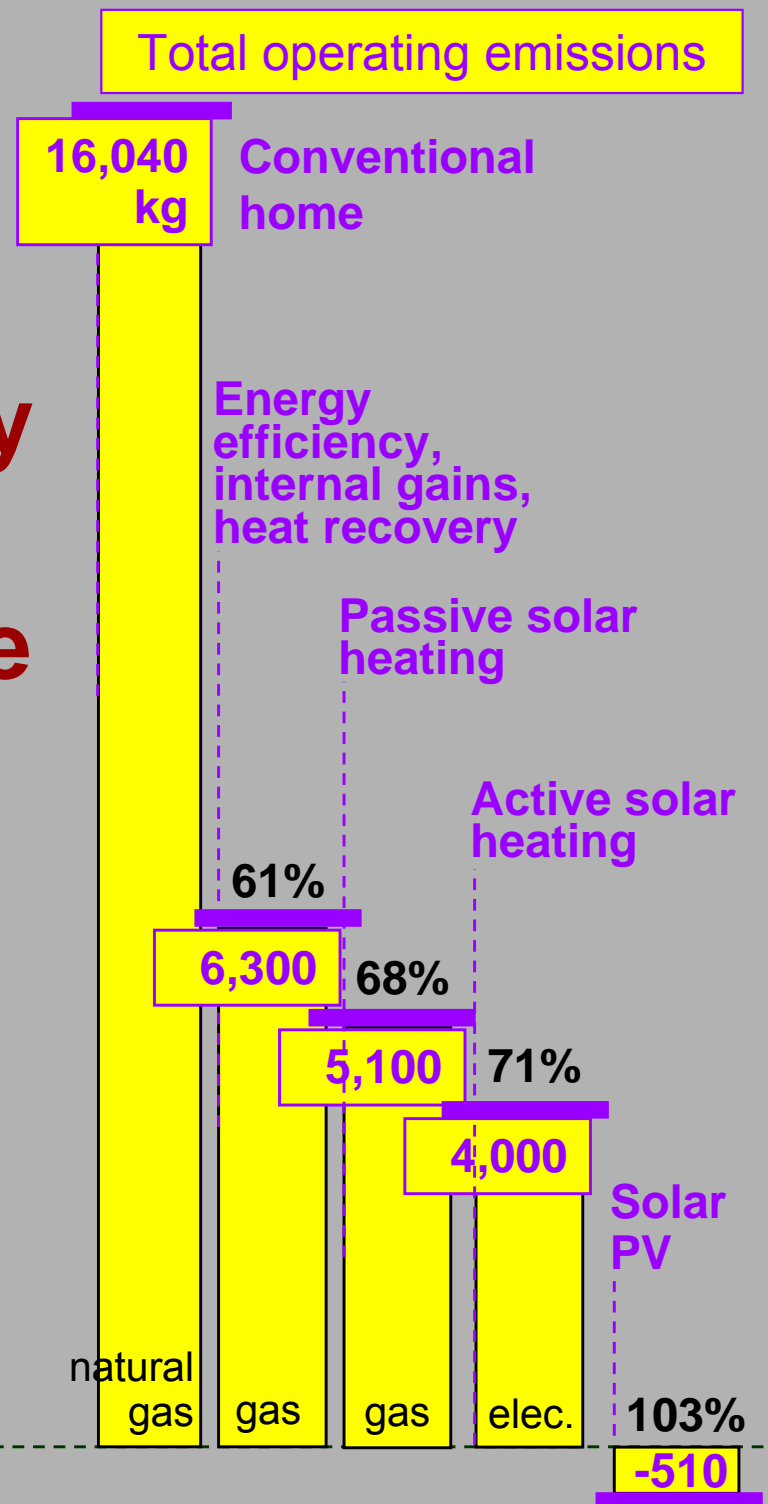 Total operating emissions
16,040
kg
Conventional
home
Energy
efficiency,
internal gains,
heat recovery
Passive solar
heating
Active solar
heating
61%
6,300
68%
5,100
71%
4,000
Solar
PV
natural
gas
gas
gas
elec.
103%
-510